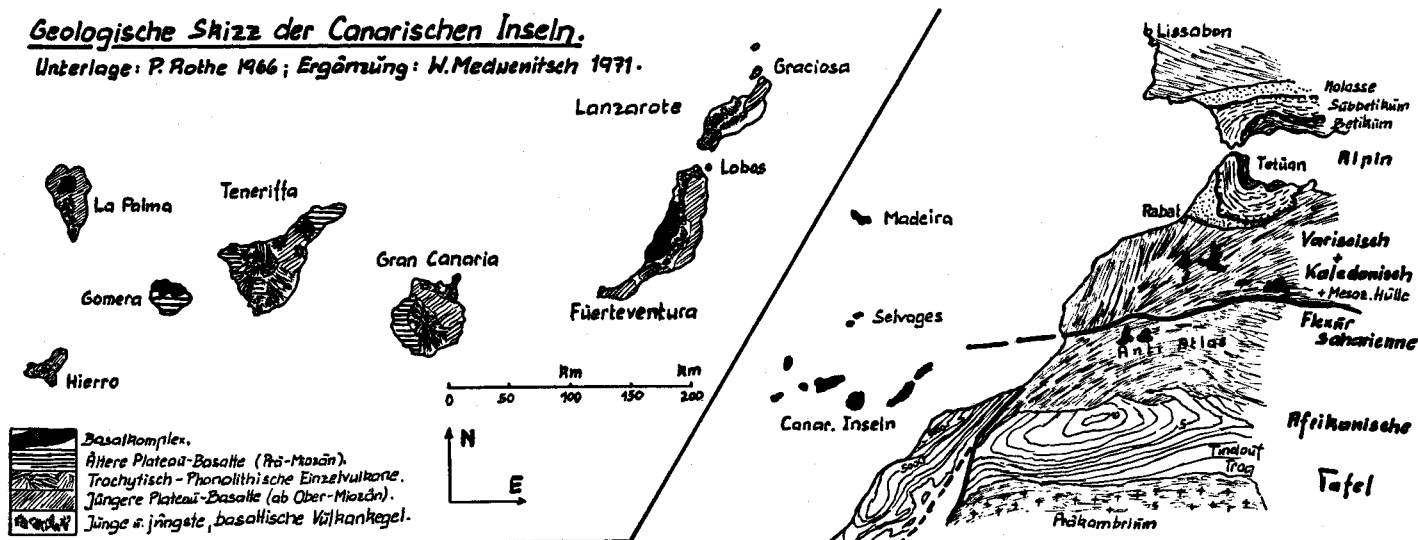 Geologische Skizz der Canarischen Inseln.
Unterlage: P. Rothe 1966; Ergänzung: W. Medwenitsch 1971.
Graciosa
Lanzarote
Lobos
La Palma
Teneriffa
Gran Canaria
Gomera
Fuerteventura
Hierro
Km Km
0 50 100 150 200
N
E
Basalkomplex.
Ältere Plateau-Basalte (Prä-Miozän).
Trachytisch-Phonolithische Einzelvulkane.
Jüngere Plateau-Basalte (ab Ober-Miozän).
Junge u. jüngste, basaltische Vulkankegel.
Lissabon
Molasse
Subbetikum
Betikum
Alpin
Tetuan
Rabat
Madeira
Variscisch
+
Kaledonisch
+ Mesoz. Hülle
Selvages
Flexur
Saharienne
Anti Atlas
Canar. Inseln
Afrikanische
Tindouf
Trog
Tafel
Präkambrium